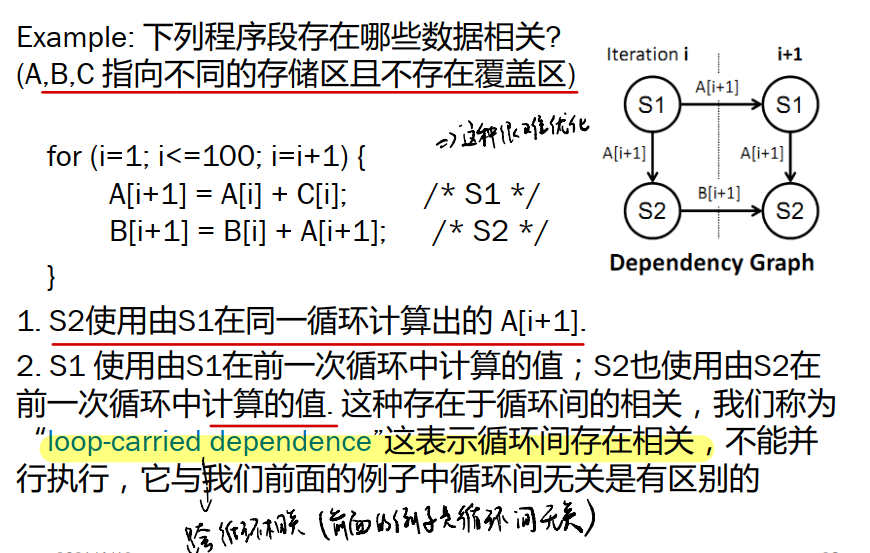 Example: 下列程序段存在哪些数据相关?
(A,B,C 指向不同的存储区且不存在覆盖区)
=>这种很难优化
for (i=1; i<=100; i=i+1) {
A[i+1] = A[i] + C[i]; /* S1 */
B[i+1] = B[i] + A[i+1]; /* S2 */
}
Iteration i i+1
A[i+1]
S1 S1
A[i+1] A[i+1]
B[i+1]
S2 S2
Dependency Graph
1. S2使用由S1在同一循环计算出的 A[i+1].
2. S1 使用由S1在前一次循环中计算的值；S2也使用由S2在
前一次循环中计算的值. 这种存在于循环间的相关，我们称为
“loop-carried dependence”这表示循环间存在相关，不能并
行执行，它与我们前面的例子中循环间无关是有区别的
跨循环相关 (前面的例子是循环间无关)